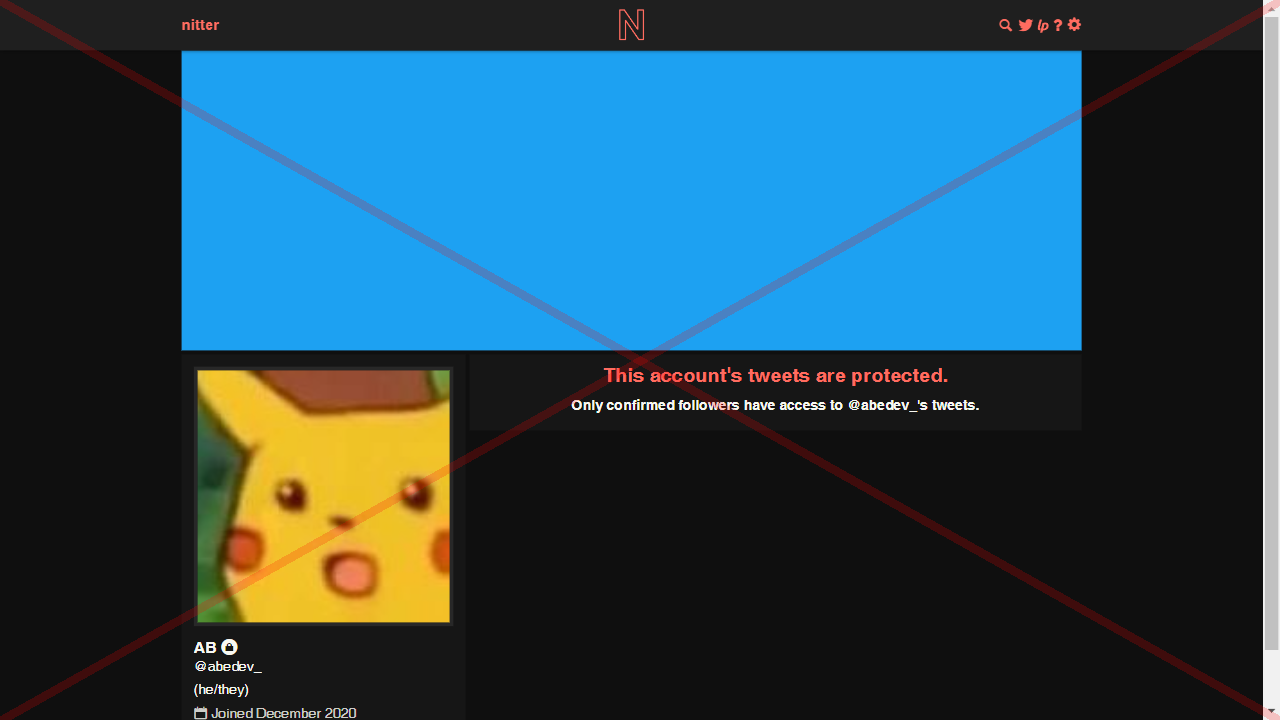 nitter
N
lp ?
This account's tweets are protected.
Only confirmed followers have access to @abedev_'s tweets.
AB
@abedev_
(he/they)
Joined December 2020